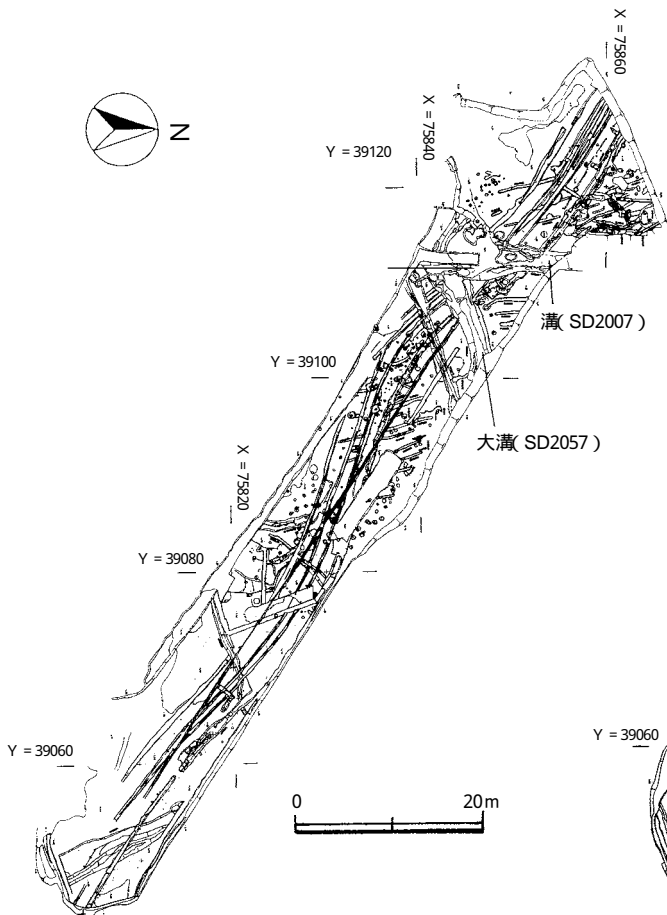 X = 75860
X = 75840
Y = 39120
N
溝( SD2007 )
Y = 39100
大溝( SD2057 )
X = 75820
Y = 39080
Y = 39060
Y = 39060
0 20m